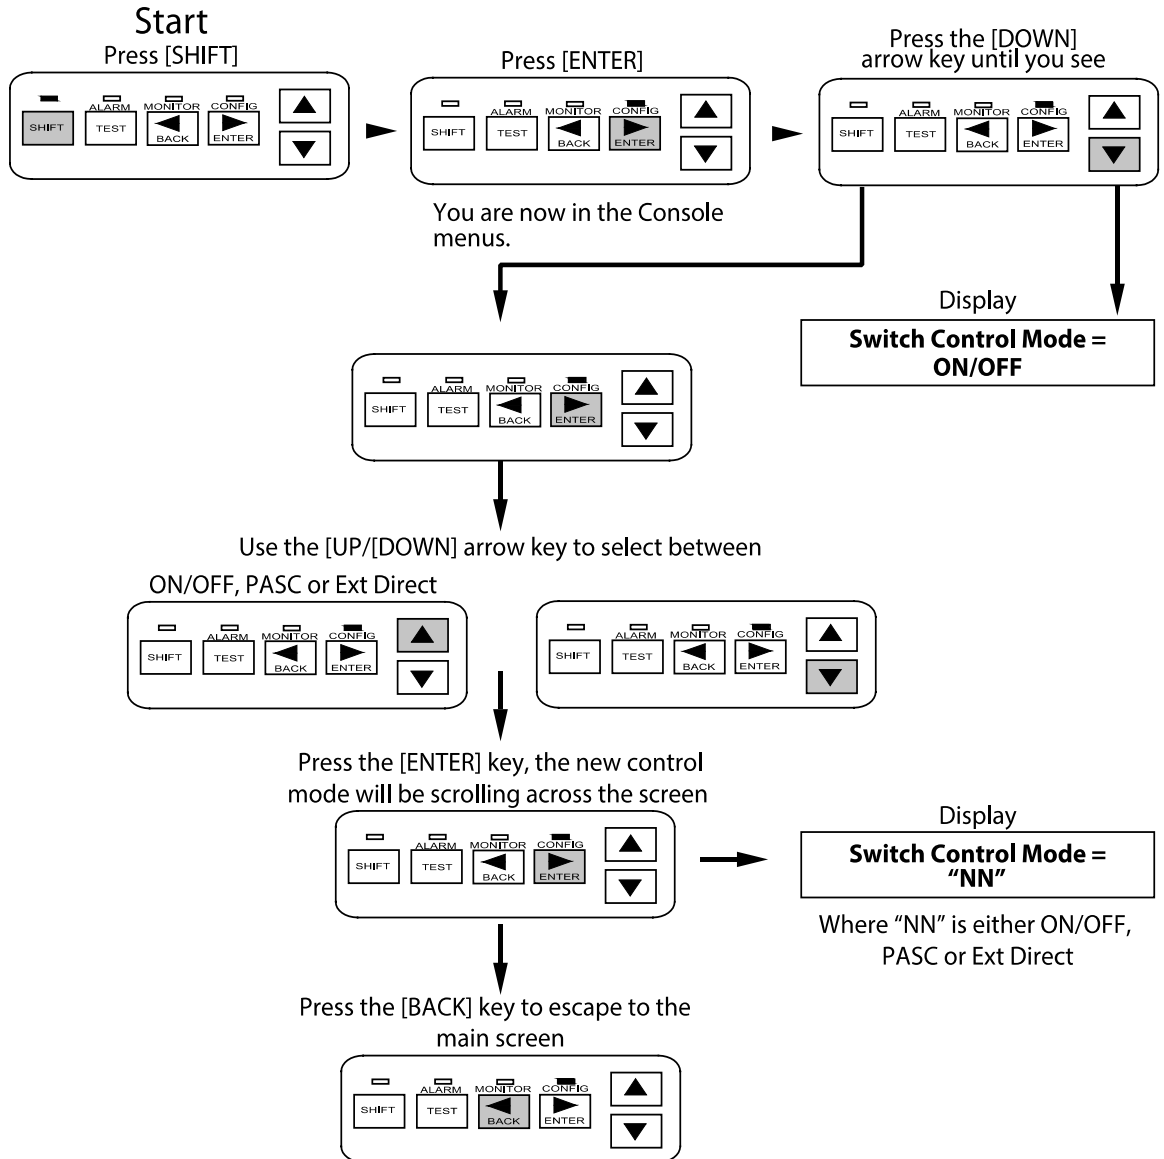 Start
Press [SHIFT]
ALARM MONITOR CONFIG
SHIFT TEST BACK ENTER
Press [ENTER]
ALARM MONITOR CONFIG
SHIFT TEST BACK ENTER
You are now in the Console
menus.
Press the [DOWN]
arrow key until you see
ALARM MONITOR CONFIG
SHIFT TEST BACK ENTER
Display
Switch Control Mode =
ON/OFF
ALARM MONITOR CONFIG
SHIFT TEST BACK ENTER
Use the [UP/[DOWN] arrow key to select between
ON/OFF, PASC or Ext Direct
ALARM MONITOR CONFIG
SHIFT TEST BACK ENTER
ALARM MONITOR CONFIG
SHIFT TEST BACK ENTER
Press the [ENTER] key, the new control
mode will be scrolling across the screen
ALARM MONITOR CONFIG
SHIFT TEST BACK ENTER
Display
Switch Control Mode =
“NN”
Where “NN” is either ON/OFF,
PASC or Ext Direct
Press the [BACK] key to escape to the
main screen
ALARM MONITOR CONFIG
SHIFT TEST BACK ENTER